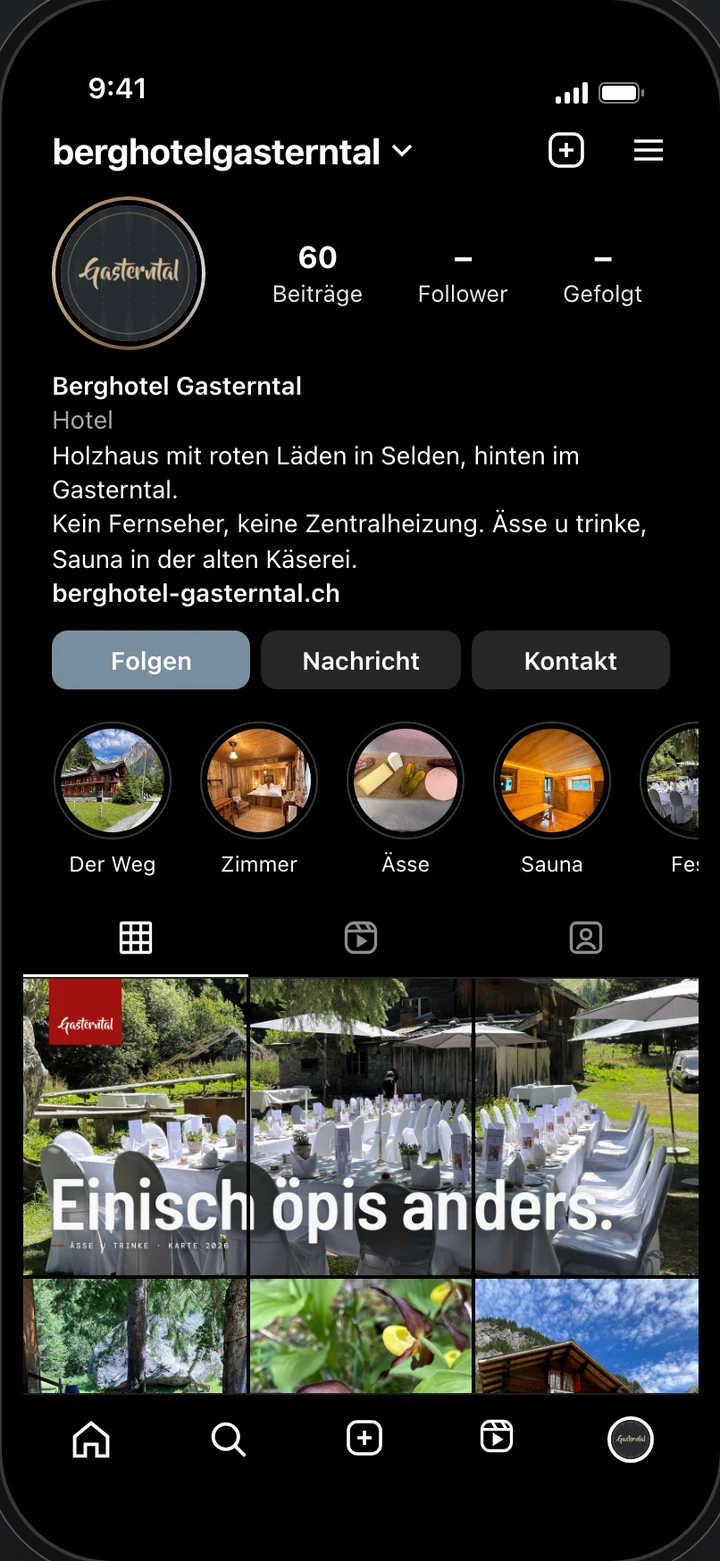 9:41
berghotelgasterntal
Gasterntal
60
–
–
Beiträge
Follower
Gefolgt
Berghotel Gasterntal
Hotel
Holzhaus mit roten Läden in Selden, hinten im
Gasterntal.
Kein Fernseher, keine Zentralheizung. Ässe u trinke,
Sauna in der alten Käserei.
berghotel-gasterntal.ch
Folgen
Nachricht
Kontakt
Der Weg
Zimmer
Ässe
Sauna
Fes
Gasterntal
Einisch öpis anders.
ÄSSE U TRINKE · KARTE 2026
Gasterntal